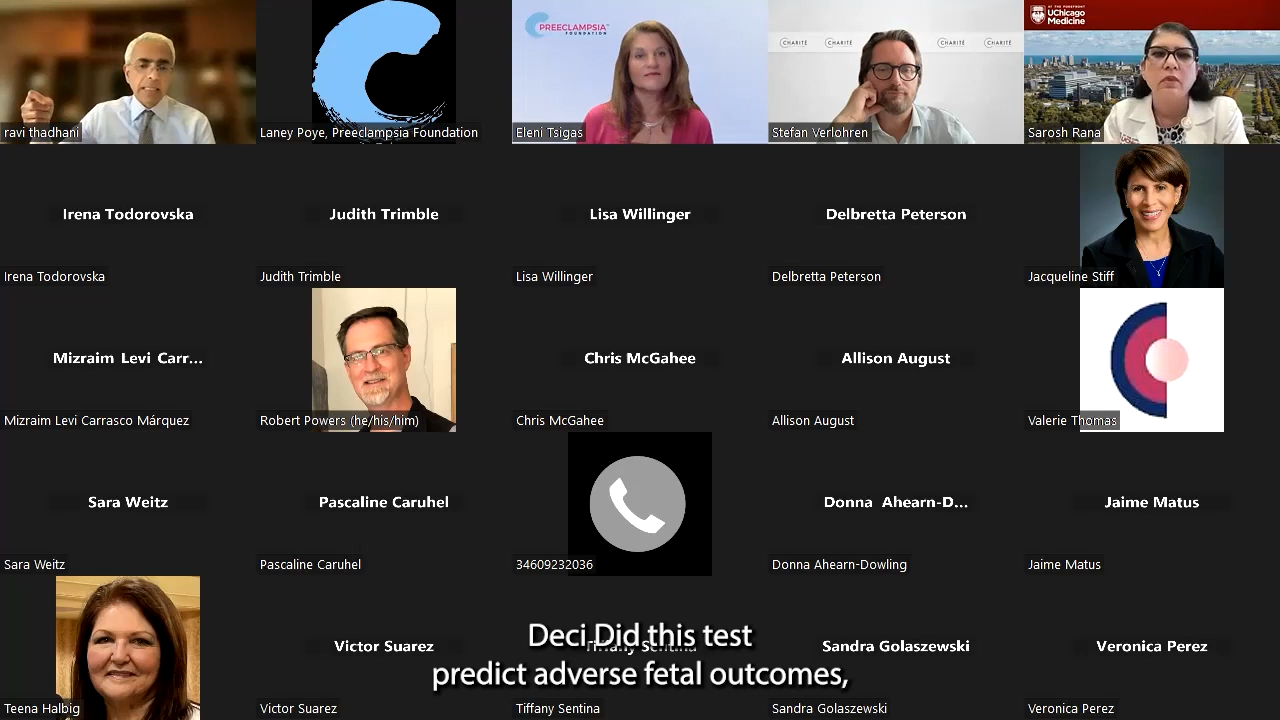 ravi thadhani
Laney Poye, Preeclampsia Foundation
PREECLAMPSIA
FOUNDATION
Eleni Tsigas
CHARITÉ CHARITÉ CHARITÉ CHARITÉ
Stefan Verlohren
AT THE FOREFRONT
UChicago
Medicine
Sarosh Rana
Irena Todorovska
Irena Todorovska
Judith Trimble
Judith Trimble
Lisa Willinger
Lisa Willinger
Delbretta Peterson
Delbretta Peterson
Jacqueline Stiff
Mizraim Levi Carr...
Mizraim Levi Carrasco Márquez
Robert Powers (he/his/him)
Chris McGahee
Chris McGahee
Allison August
Allison August
Valerie Thomas
Sara Weitz
Sara Weitz
Pascaline Caruhel
Pascaline Caruhel
34609232036
Donna Ahearn-D...
Donna Ahearn-Dowling
Jaime Matus
Jaime Matus
Teena Halbig
Victor Suarez
Victor Suarez
Tiffany Sentina
Tiffany Sentina
Sandra Golaszewski
Sandra Golaszewski
Veronica Perez
Veronica Perez
Deci Did this test
predict adverse fetal outcomes,